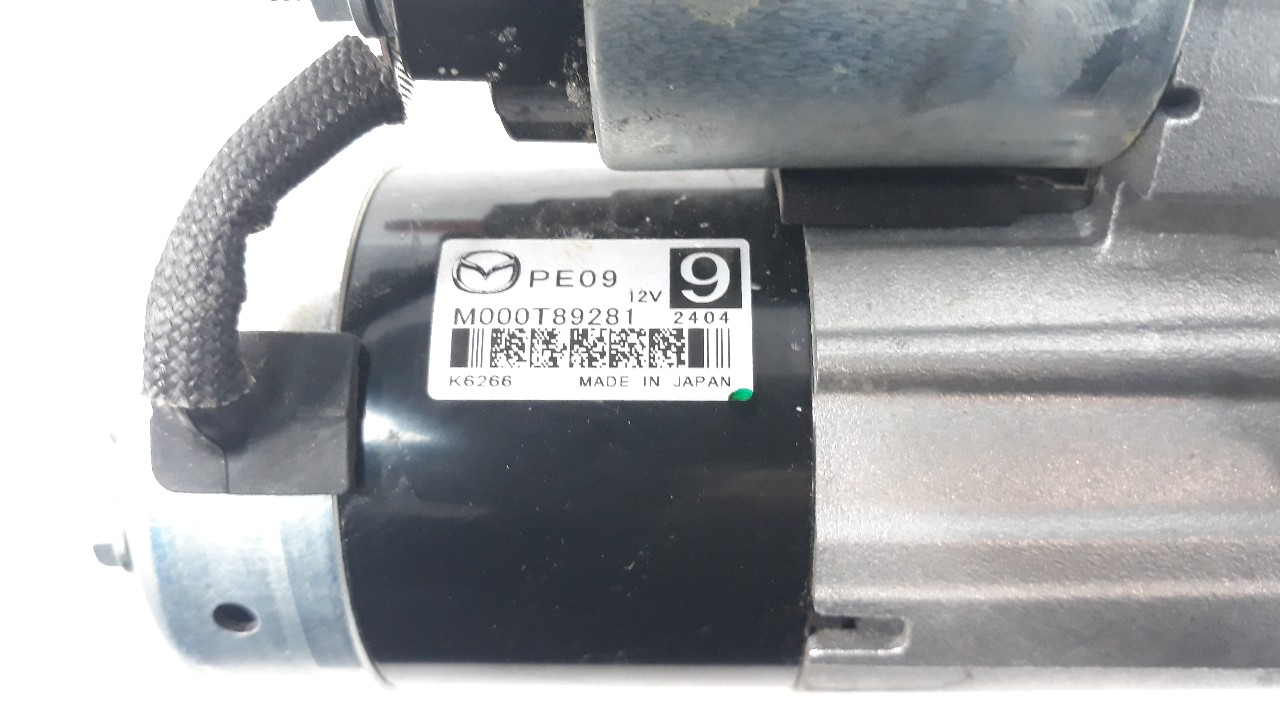 PE09
12V
9
M000T89281 2404
K6266 MADE IN JAPAN